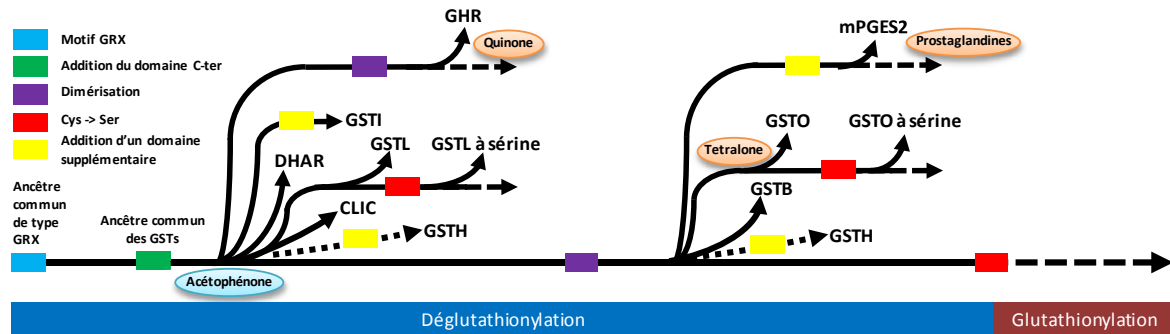 Motif GRX
Addition du domaine C-ter
Dimérisation
Cys -> Ser
Addition d'un domaine
supplémentaire
Ancêtre
commun
de type
GRX
Ancêtre commun
des GSTs
Acétophénone
GHR
Quinone
GSTI
DHAR
GSTL
GSTL à sérine
CLIC
GSTH
mPGES2
Prostaglandines
Tetralone
GSTO
GSTO à sérine
GSTB
GSTH
Déglutathionylation
Glutathionylation